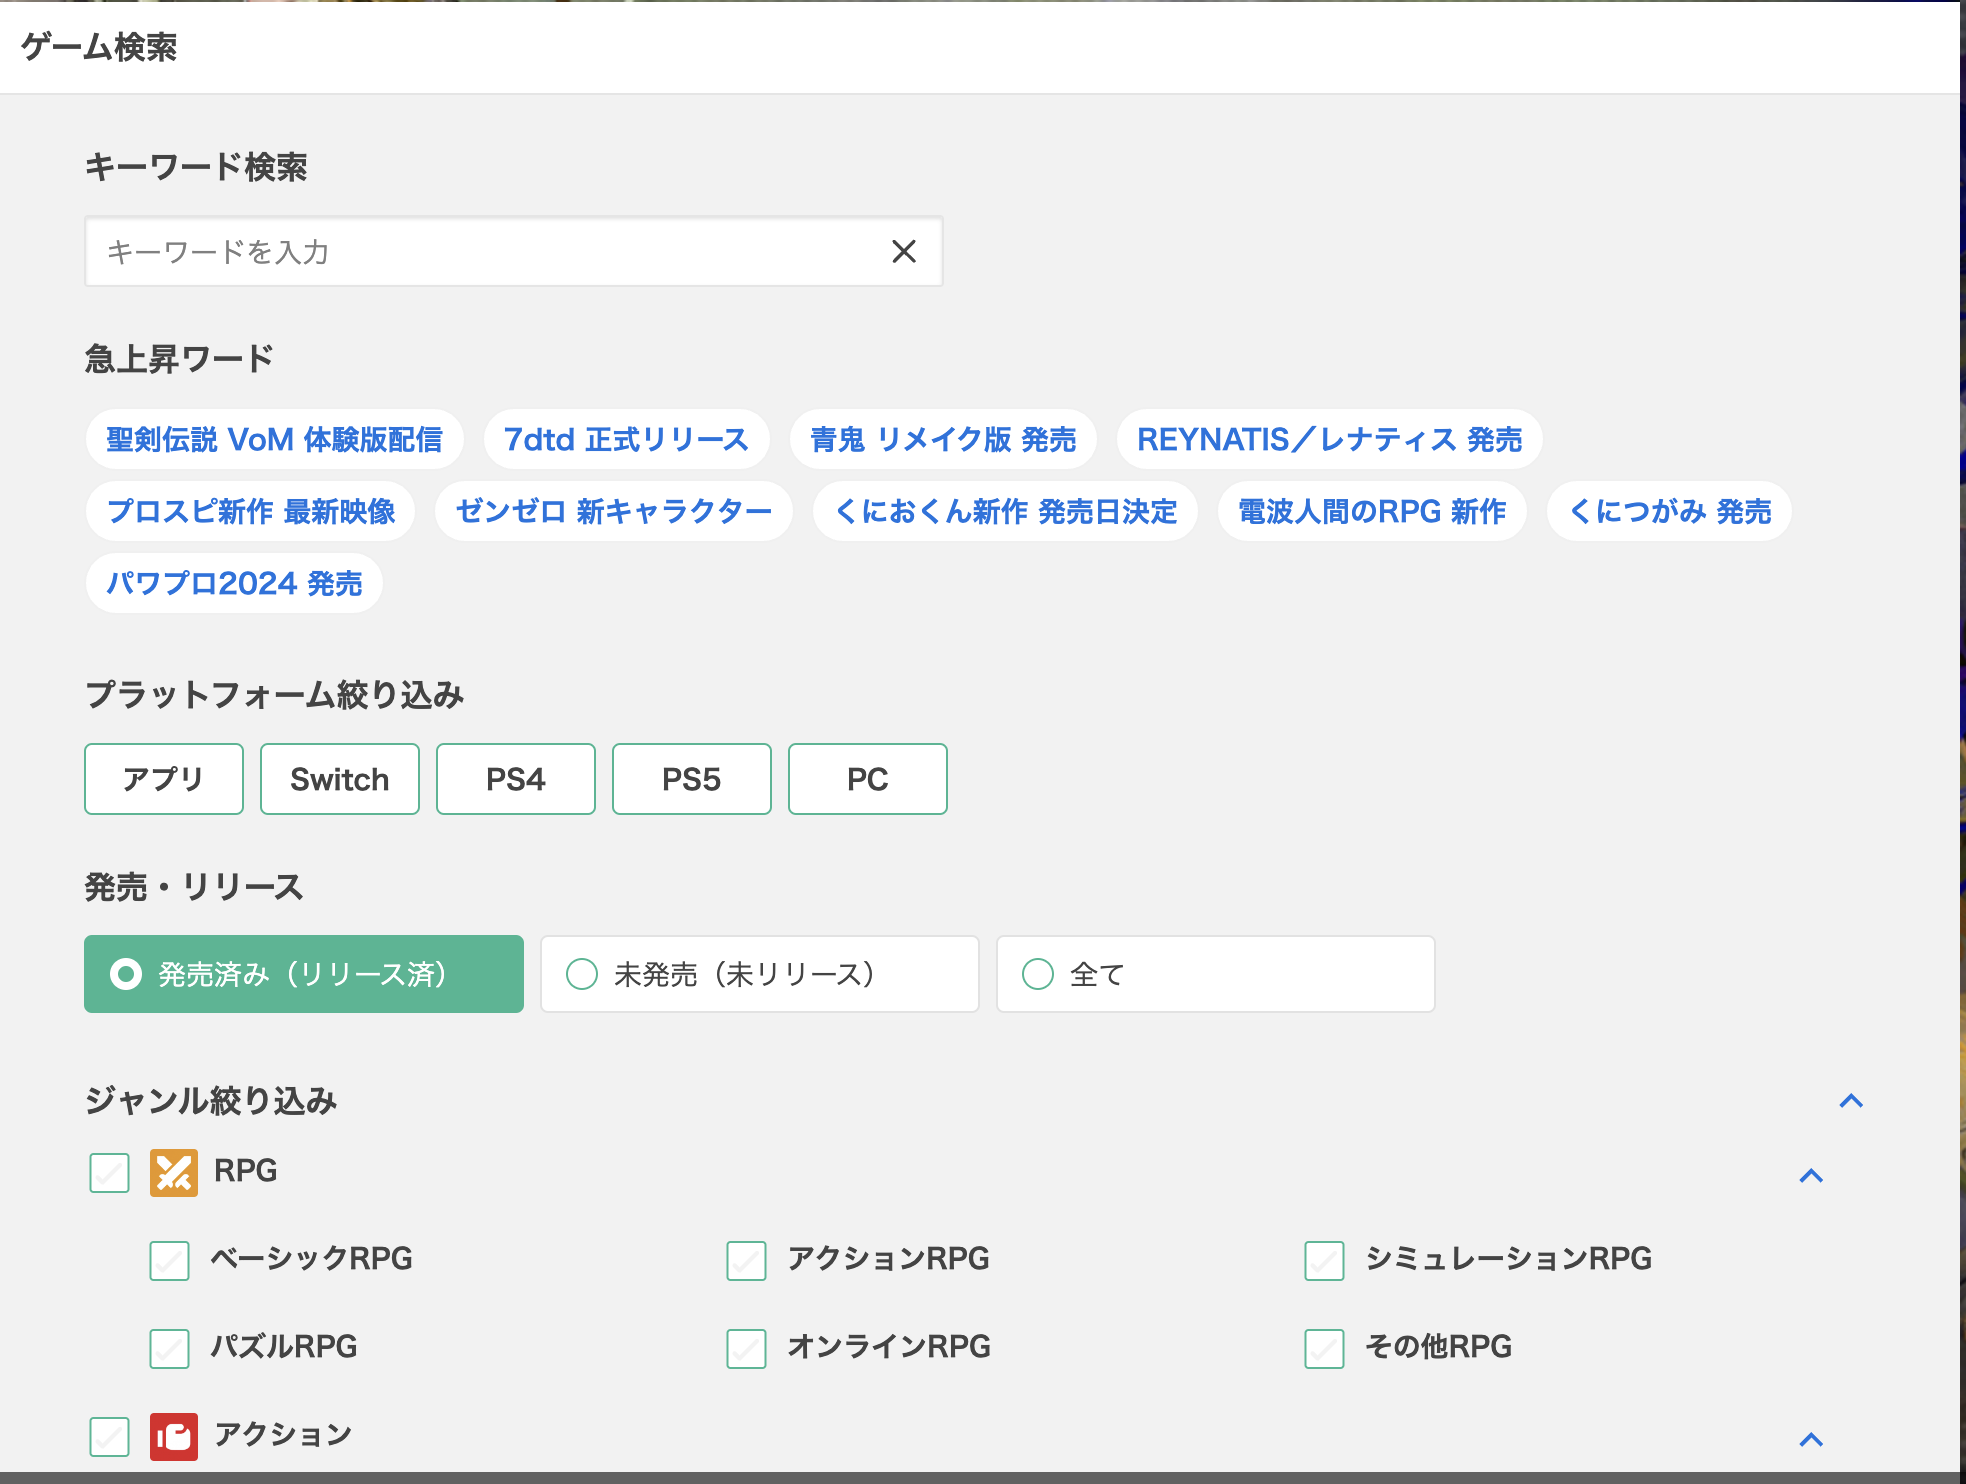 ゲーム検索
キーワード検索
キーワードを入力
急上昇ワード
聖剣伝説 VoM 体験版配信 7dtd 正式リリース 青鬼 リメイク版 発売 REYNATIS／レナティス 発売
プロスピ新作 最新映像 ゼンゼロ 新キャラクター くにおくん新作 発売日決定 電波人間のRPG 新作 くにつがみ 発売
パワプロ2024 発売
プラットフォーム絞り込み
アプリ Switch PS4 PS5 PC
発売・リリース
発売済み（リリース済） 未発売（未リリース） 全て
ジャンル絞り込み
RPG
ベーシックRPG アクションRPG シミュレーションRPG
パズルRPG オンラインRPG その他RPG
アクション